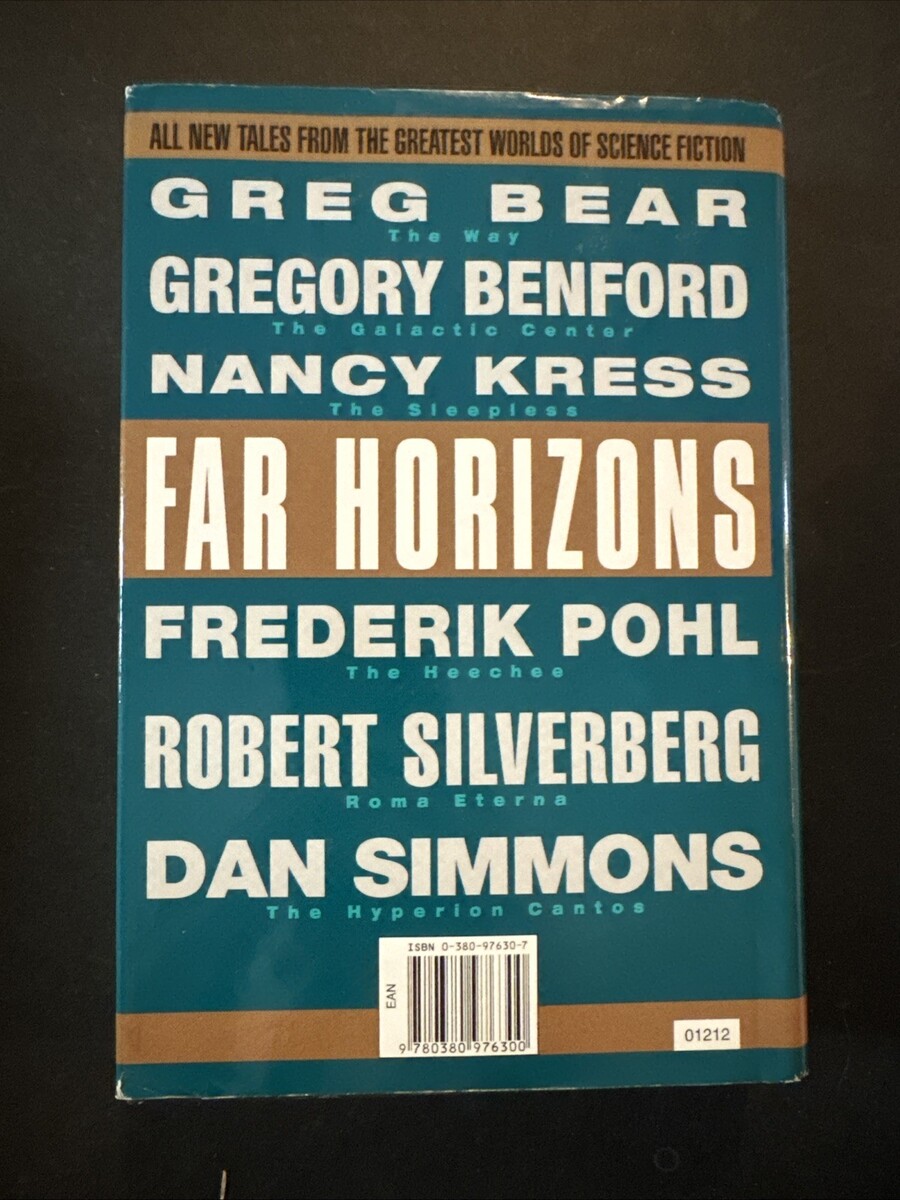 ALL NEW TALES FROM THE GREATEST WORLDS OF SCIENCE FICTION
GREG BEAR
The Way
GREGORY BENFORD
The Galactic Center
NANCY KRESS
The Sleepless
FAR HORIZONS
FREDERIK POHL
The Heechee
ROBERT SILVERBERG
Roma Eterna
DAN SIMMONS
The Hyperion Cantos
ISBN 0-380-97630-7
EAN
9 780380 976300
01212